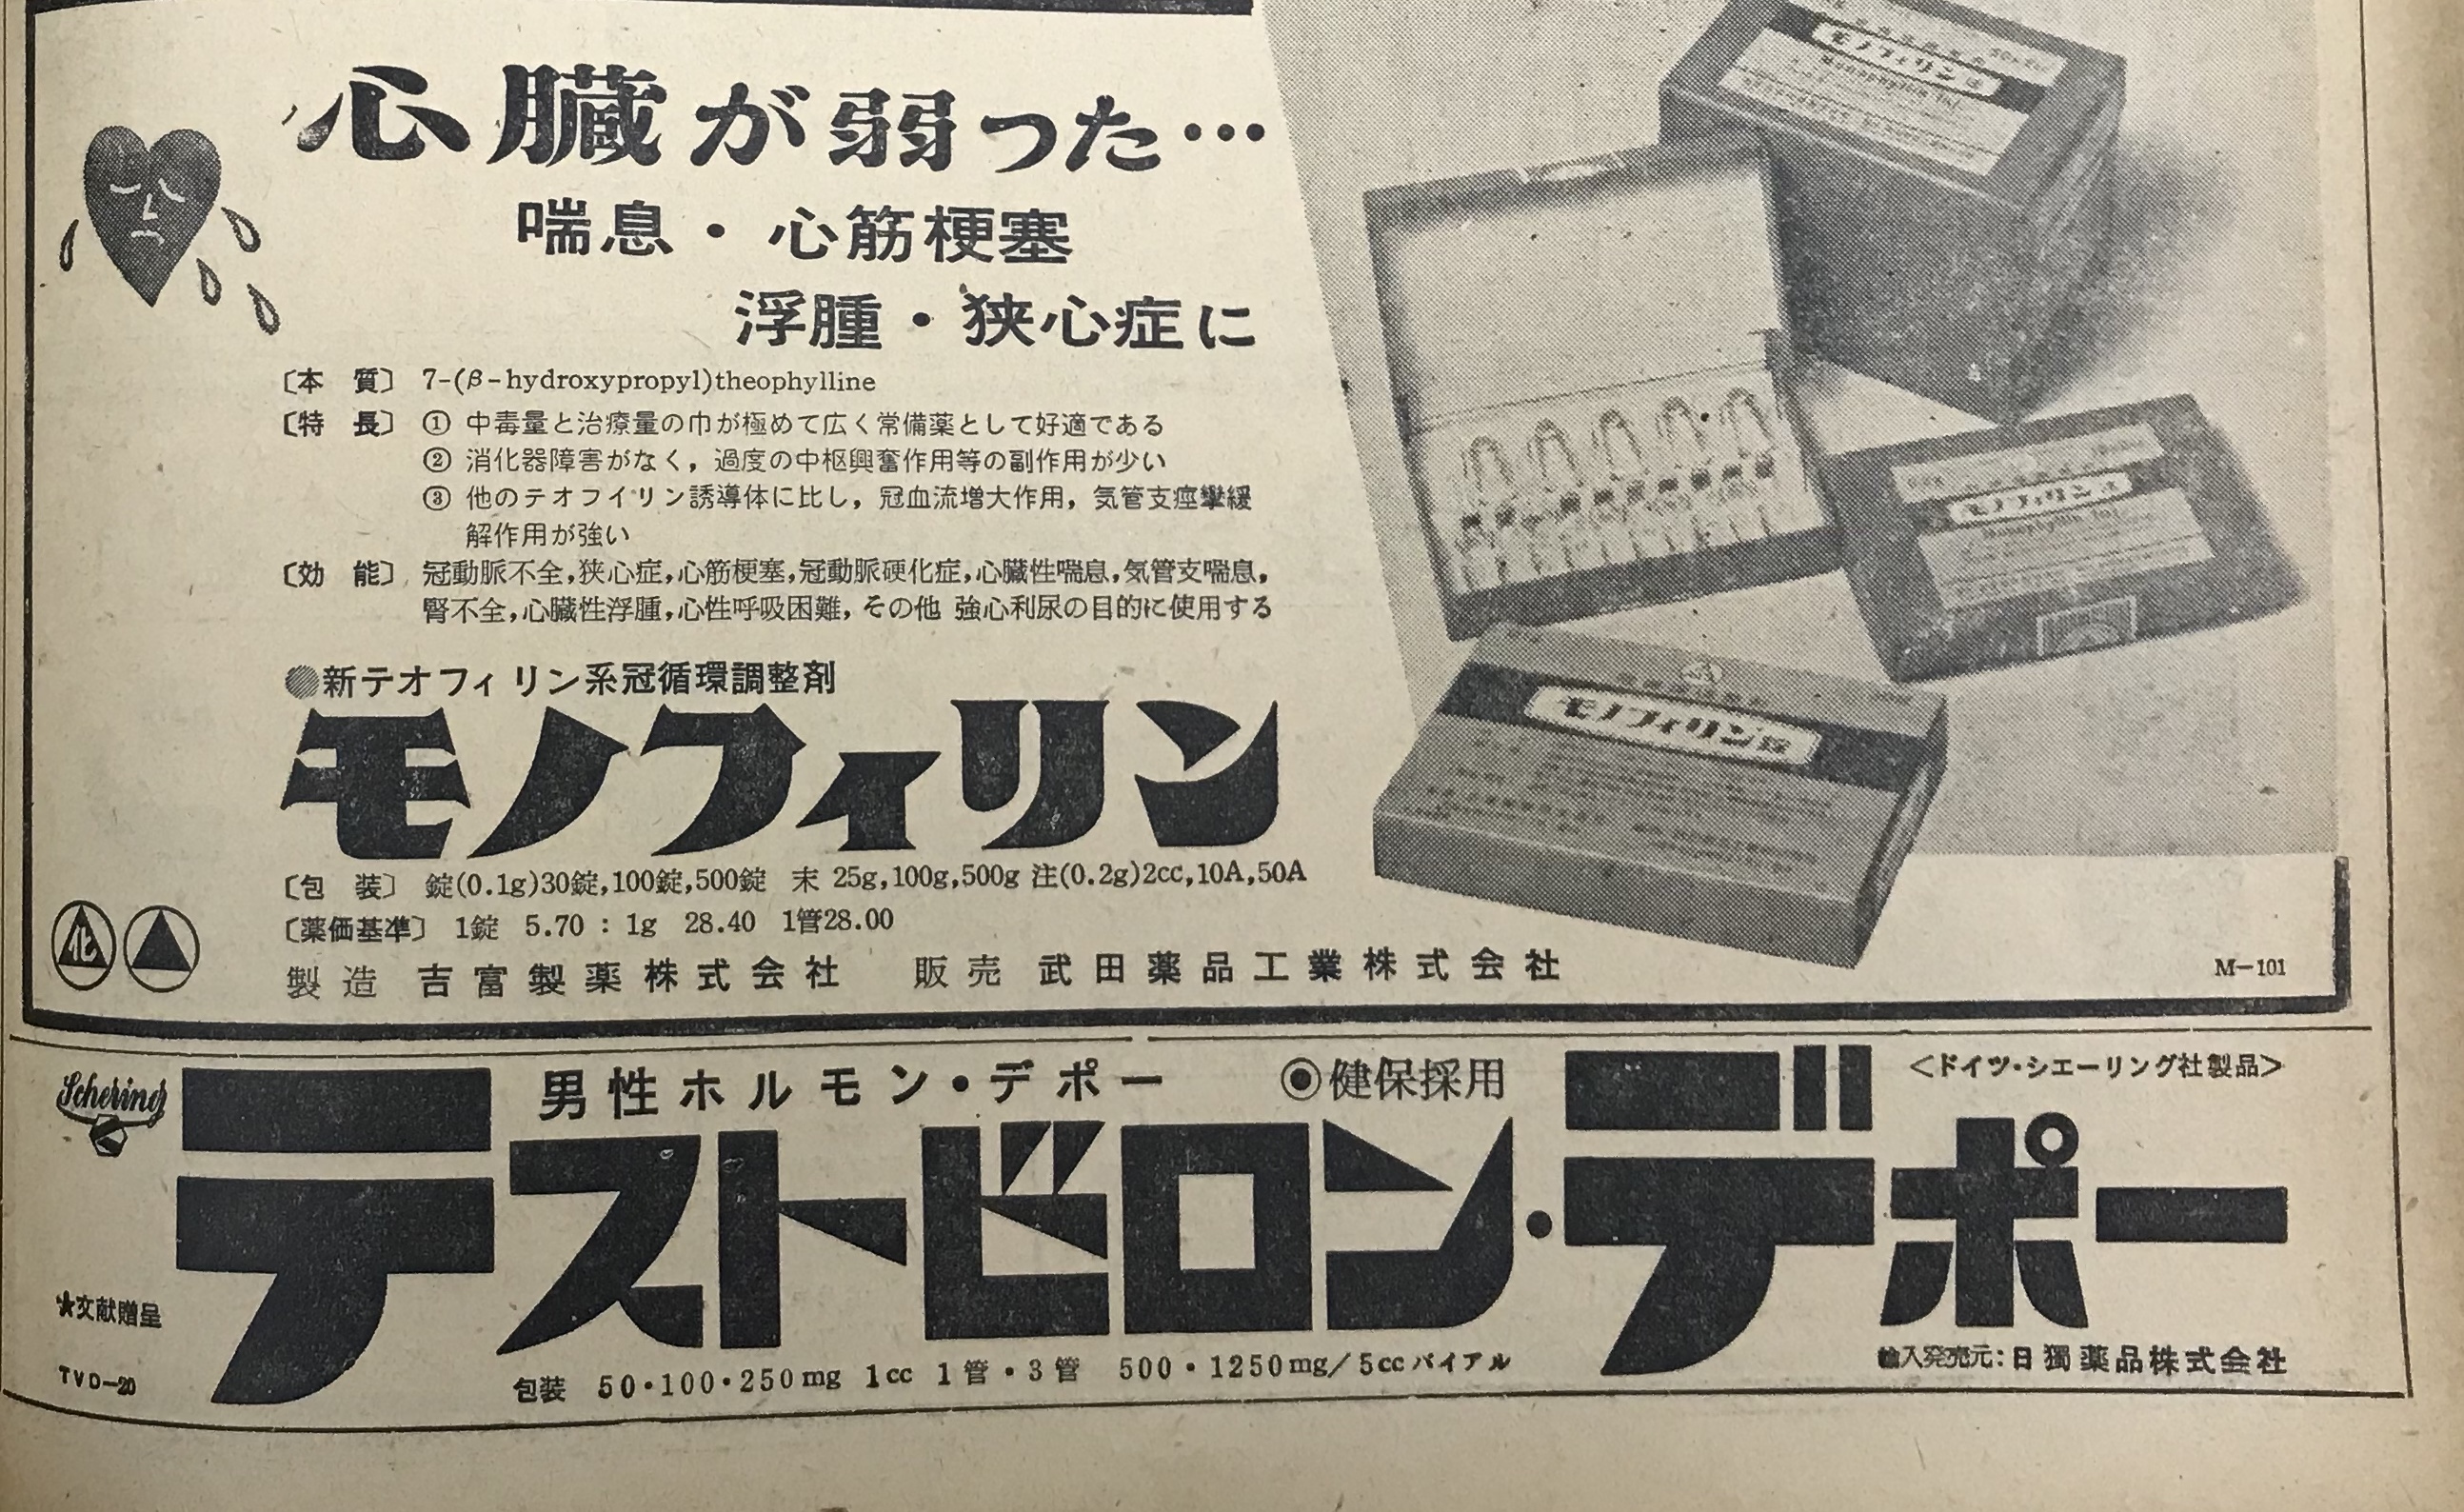 心臓が弱った…
喘息・心筋梗塞
浮腫・狭心症に
〔本　質〕 7-(β-hydroxypropyl)theophylline
〔特　長〕 ① 中毒量と治療量の巾が極めて広く常備薬として好適である
② 消化器障害がなく，過度の中枢興奮作用等の副作用が少い
③ 他のテオフイリン誘導体に比し，冠血流増大作用，気管支痙攣緩
解作用が強い
〔効　能〕 冠動脈不全,狭心症,心筋梗塞,冠動脈硬化症,心臓性喘息,気管支喘息,
腎不全,心臓性浮腫,心性呼吸困難,その他 強心利尿の目的に使用する
●新テオフィリン系冠循環調整剤
モノフィリン
〔包　装〕 錠(0.1g)30錠,100錠,500錠　末 25g,100g,500g 注(0.2g)2cc,10A,50A
〔薬価基準〕 1錠　5.70 : 1g　28.40　1管28.00
製造　吉富製薬株式会社　販売　武田薬品工業株式会社
化
M-101
モノフィリン
モノフィリン
モノフィリン錠
Schering
男性ホルモン・デポー　◉健保採用
<ドイツ・シエーリング社製品>
テストビロン・デポー
★文献贈呈
TVD-20
包装　50・100・250mg　1cc　1管・3管　500・1250mg/5ccバイアル
輸入発売元:日獨薬品株式会社